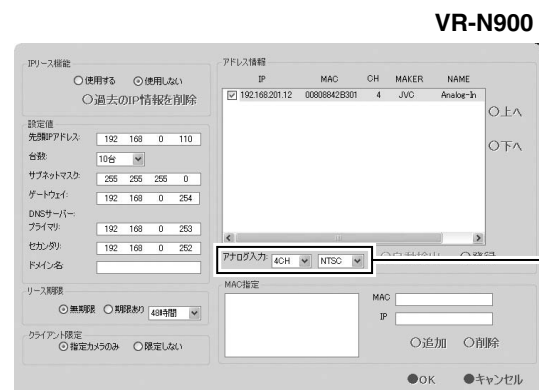 VR-N900
IPリース機能
使用する 使用しない
過去のIP情報を削除
設定値
先頭IPアドレス: 192 168 0 110
台数: 10台
サブネットマスク: 255 255 255 0
ゲートウェイ: 192 168 0 254
DNSサーバー:
プライマリ: 192 168 0 253
セカンダリ: 192 168 0 252
ドメイン名:
リース期限
無期限 期限あり 48時間
クライアント限定
指定カメラのみ 限定しない
アドレス情報
IP MAC CH MAKER NAME
192.168.201.12 00808842B301 4 JVC Analog-In
上へ
下へ
アナログ入力: 4CH NTSC
MAC指定
MAC
IP
追加 削除
OK キャンセル